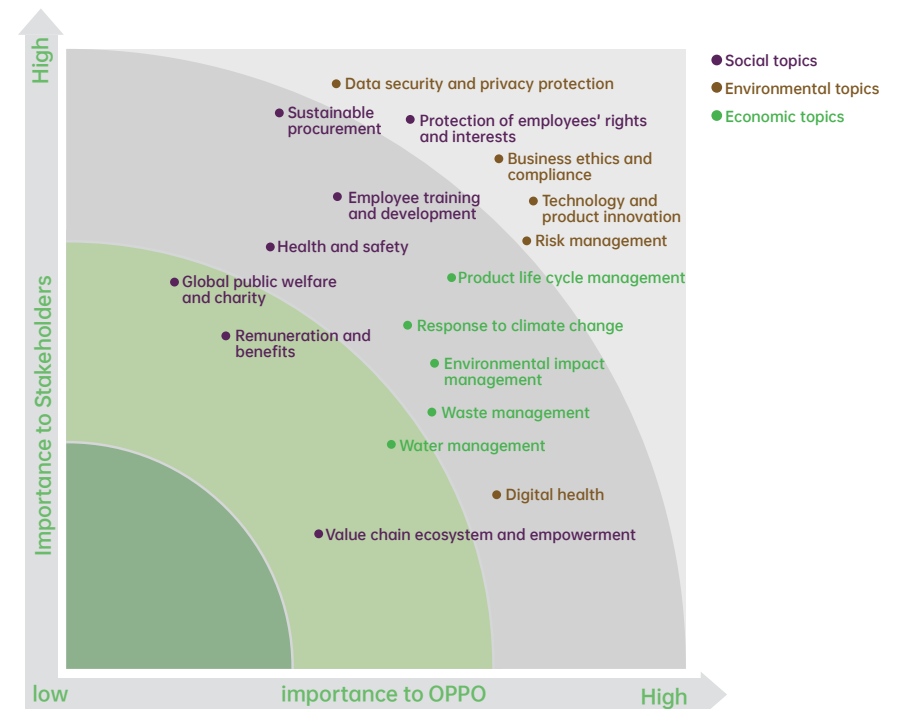 High
Importance to Stakeholders
Data security and privacy protection
Sustainable
procurement
Protection of employees' rights
and interests
Business ethics and
compliance
Employee training
and development
Technology and
product innovation
Risk management
Health and safety
Product life cycle management
Global public welfare
and charity
Response to climate change
Remuneration and
benefits
Environmental impact
management
Waste management
Water management
Digital health
Value chain ecosystem and empowerment
low
importance to OPPO
High
Social topics
Environmental topics
Economic topics